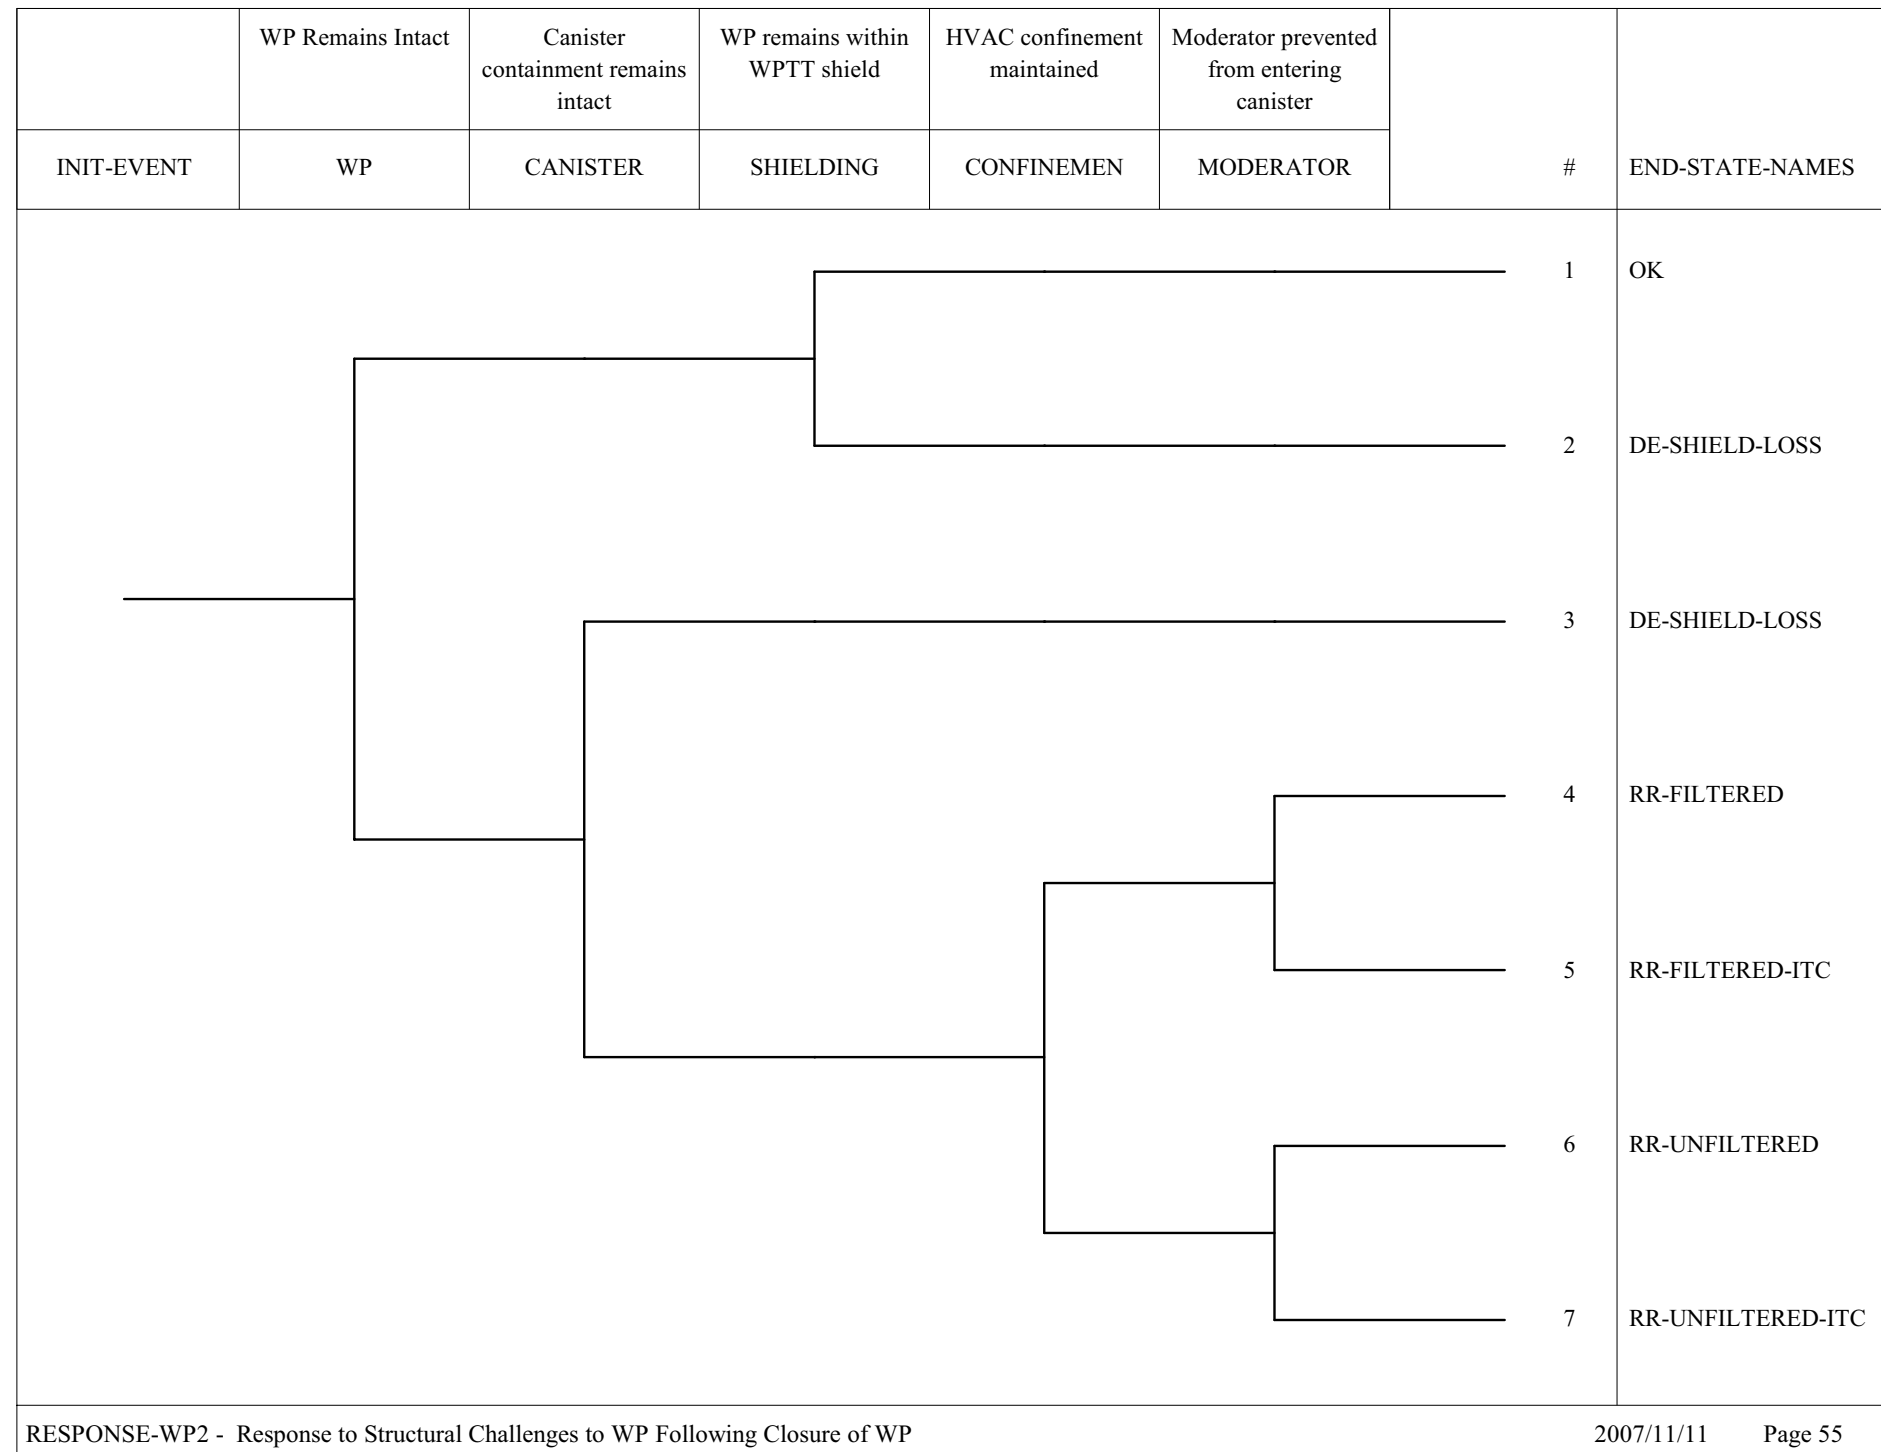 WP Remains Intact
Canister
containment remains
intact
WP remains within
WPTT shield
HVAC confinement
maintained
Moderator prevented
from entering
canister
INIT-EVENT
WP
CANISTER
SHIELDING
CONFINEMEN
MODERATOR
#
END-STATE-NAMES
1 OK
2 DE-SHIELD-LOSS
3 DE-SHIELD-LOSS
4 RR-FILTERED
5 RR-FILTERED-ITC
6 RR-UNFILTERED
7 RR-UNFILTERED-ITC
RESPONSE-WP2 - Response to Structural Challenges to WP Following Closure of WP 2007/11/11 Page 55